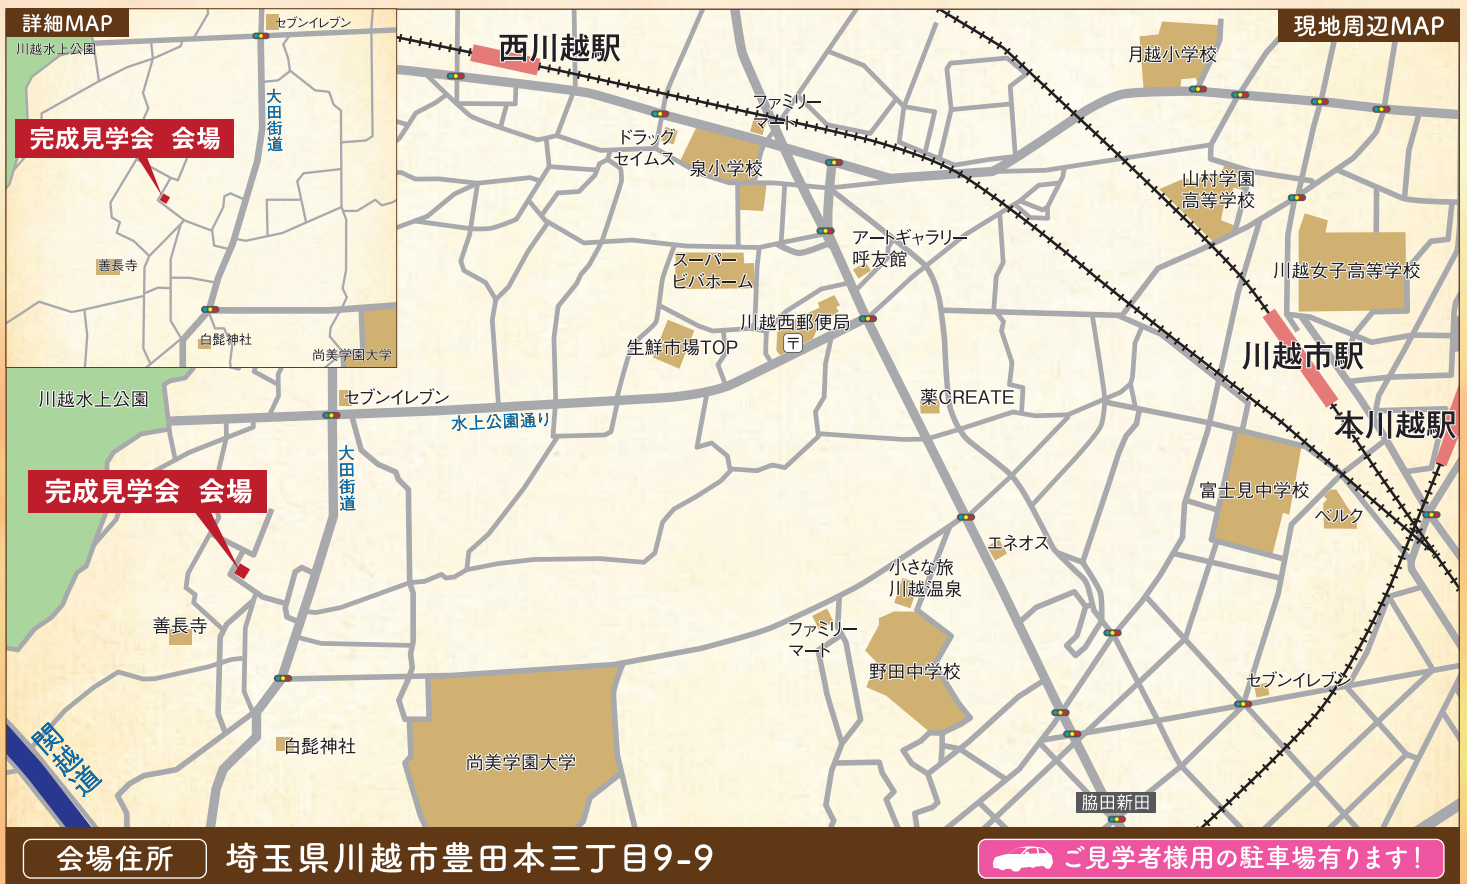 詳細MAP
セブンイレブン
川越水上公園
大田街道
完成見学会 会場
善長寺
白髭神社
尚美学園大学
現地周辺MAP
西川越駅
月越小学校
ファミリー
マート
ドラッグ
セイムス
泉小学校
山村学園
高等学校
アートギャラリー
呼友館
スーパー
ビバホーム
川越女子高等学校
川越西郵便局
〒
生鮮市場TOP
川越市駅
川越水上公園
セブンイレブン
水上公園通り
薬CREATE
本川越駅
大田街道
完成見学会 会場
富士見中学校
ベルク
エネオス
小さな旅
川越温泉
善長寺
ファミリー
マート
野田中学校
セブンイレブン
関越道
白髭神社
尚美学園大学
脇田新田
会場住所
埼玉県川越市豊田本三丁目9-9
ご見学者様用の駐車場有ります!